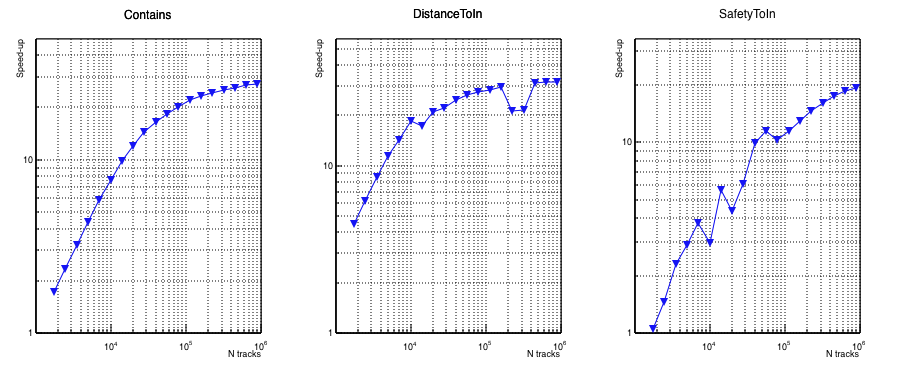 Contains
DistanceToIn
SafetyToIn
Speed-up
10
1
10⁴
10⁵
10⁶
N tracks
Speed-up
10
1
10⁴
10⁵
10⁶
N tracks
Speed-up
10
1
10⁴
10⁵
10⁶
N tracks